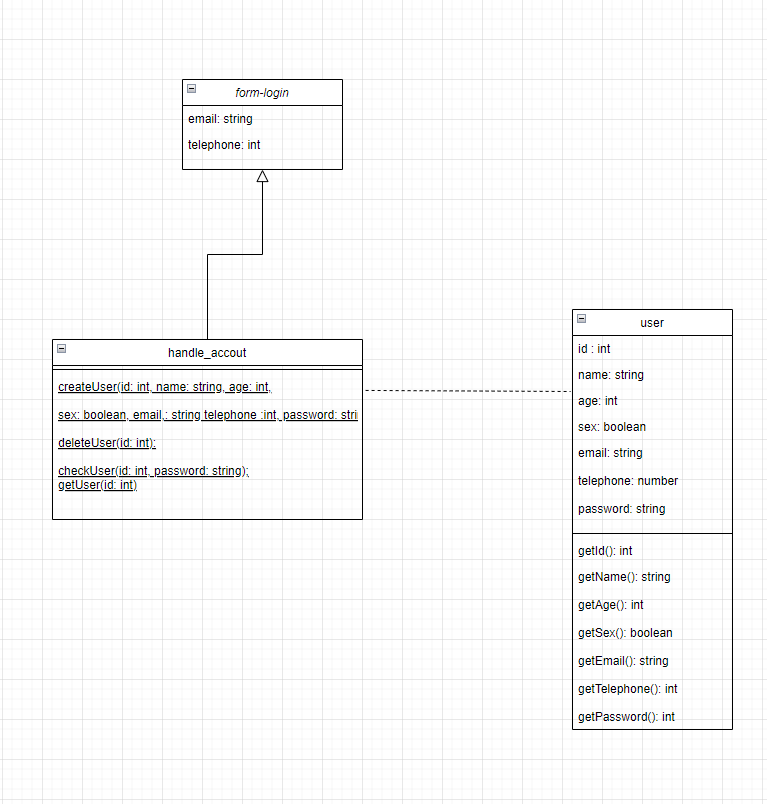 form-login
email: string
telephone: int
handle_accout
createUser(id: int, name: string, age: int,
sex: boolean, email,: string telephone :int, password: stri
deleteUser(id: int):
checkUser(id: int, password: string);
getUser(id: int)
user
id : int
name: string
age: int
sex: boolean
email: string
telephone: number
password: string
getId(): int
getName(): string
getAge(): int
getSex(): boolean
getEmail(): string
getTelephone(): int
getPassword(): int